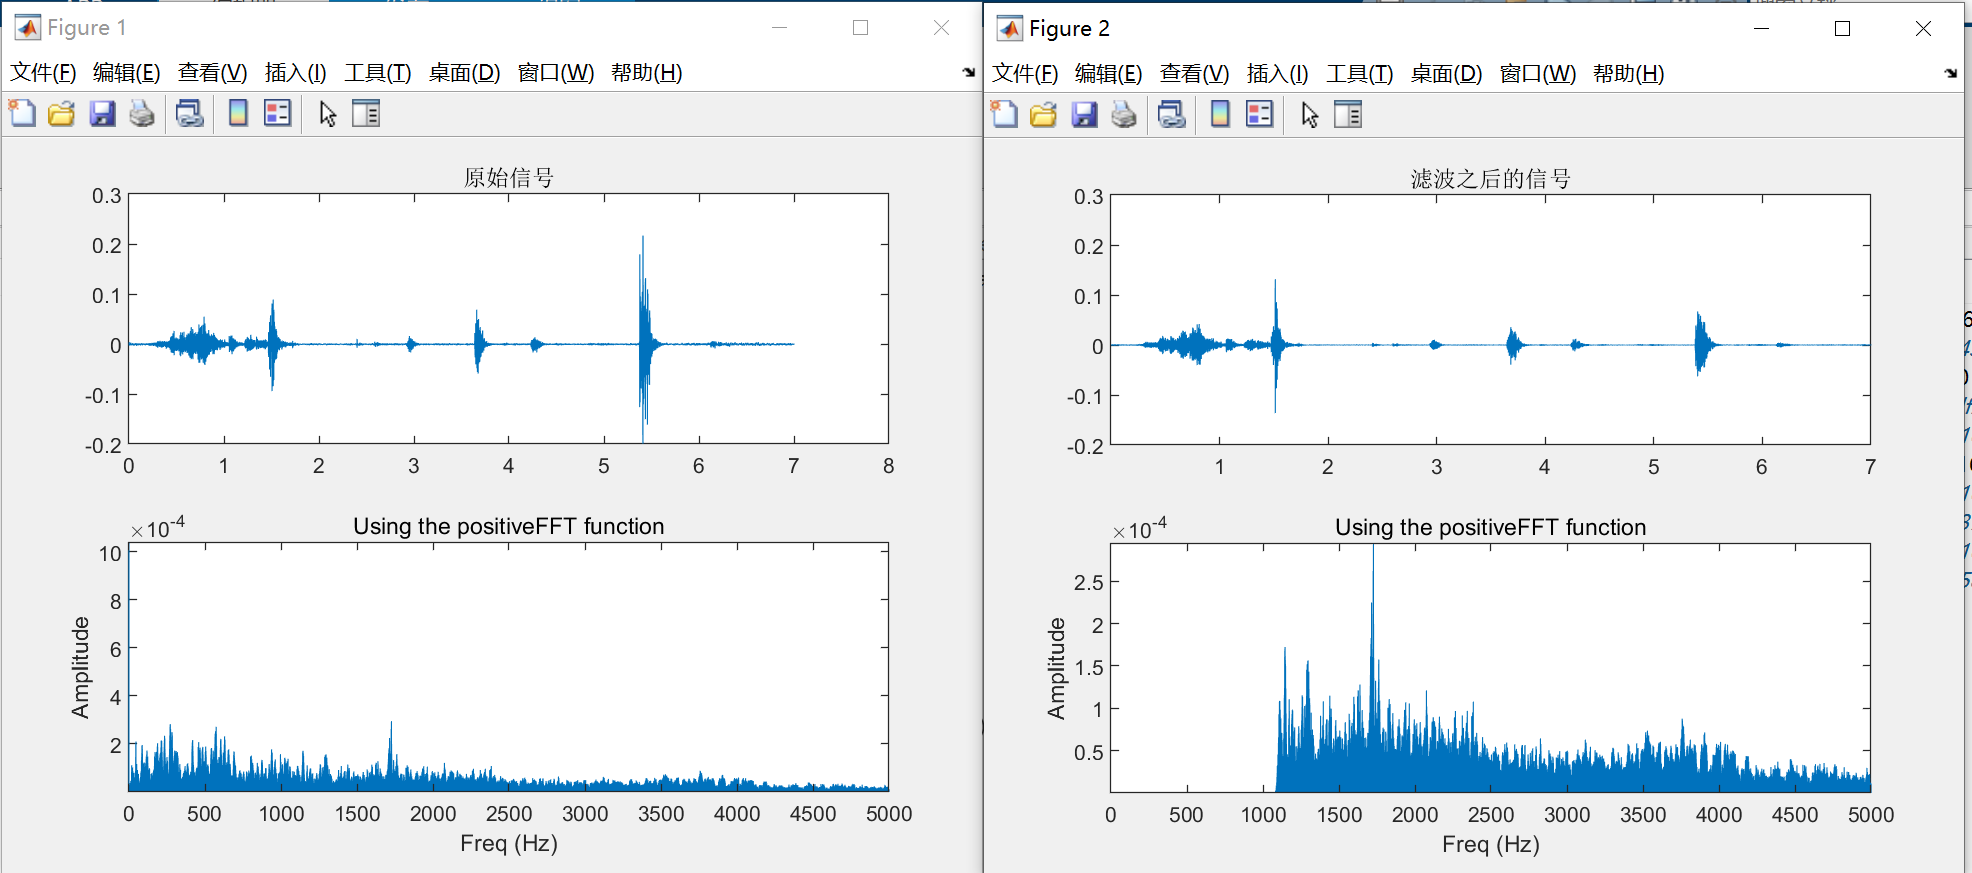 Figure 1
文件(F) 编辑(E) 查看(V) 插入(I) 工具(T) 桌面(D) 窗口(W) 帮助(H)
原始信号
0.3
0.2
0.1
0
-0.1
-0.2
0 1 2 3 4 5 6 7 8
×10-4
Using the positiveFFT function
10
8
6
4
2
Amplitude
0 500 1000 1500 2000 2500 3000 3500 4000 4500 5000
Freq (Hz)
Figure 2
文件(F) 编辑(E) 查看(V) 插入(I) 工具(T) 桌面(D) 窗口(W) 帮助(H)
滤波之后的信号
0.3
0.2
0.1
0
-0.1
-0.2
1 2 3 4 5 6 7
×10-4
Using the positiveFFT function
2.5
2
1.5
1
0.5
Amplitude
0 500 1000 1500 2000 2500 3000 3500 4000 4500 5000
Freq (Hz)